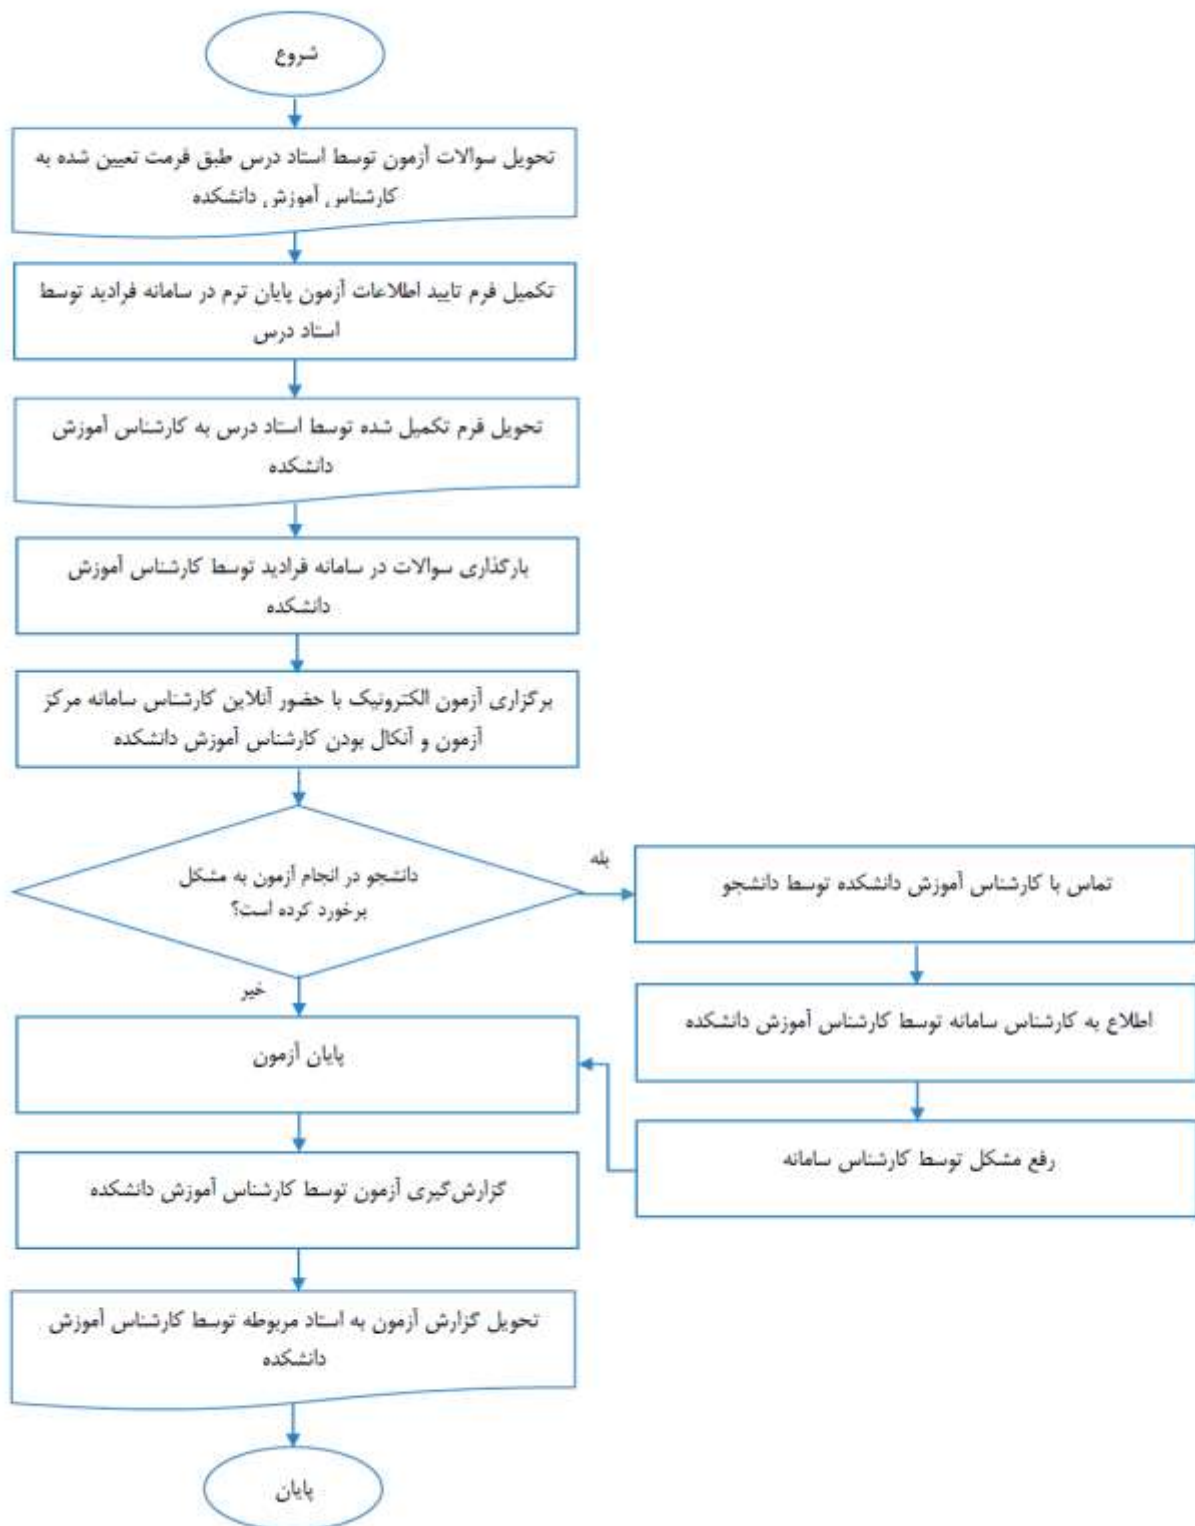 شروع
تحویل سوالات آزمون توسط استاد درس طبق فرمت تعیین شده به
کارشناس آموزش دانشکده
تکمیل فرم تایید اطلاعات آزمون پایان ترم در سامانه فرادید توسط
استاد درس
تحویل فرم تکمیل شده توسط استاد درس به کارشناس آموزش
دانشکده
بارگذاری سوالات در سامانه فرادید توسط کارشناس آموزش
دانشکده
برگزاری آزمون الکترونیک با حضور آنلاین کارشناس سامانه مرکز
آزمون و آنکال بودن کارشناس آموزش دانشکده
دانشجو در انجام آزمون به مشکل
برخورد کرده است؟
بله
تماس با کارشناس آموزش دانشکده توسط دانشجو
اطلاع به کارشناس سامانه توسط کارشناس آموزش دانشکده
رفع مشکل توسط کارشناس سامانه
خیر
پایان آزمون
گزارش‌گیری آزمون توسط کارشناس آموزش دانشکده
تحویل گزارش آزمون به استاد مربوطه توسط کارشناس آموزش
دانشکده
پایان